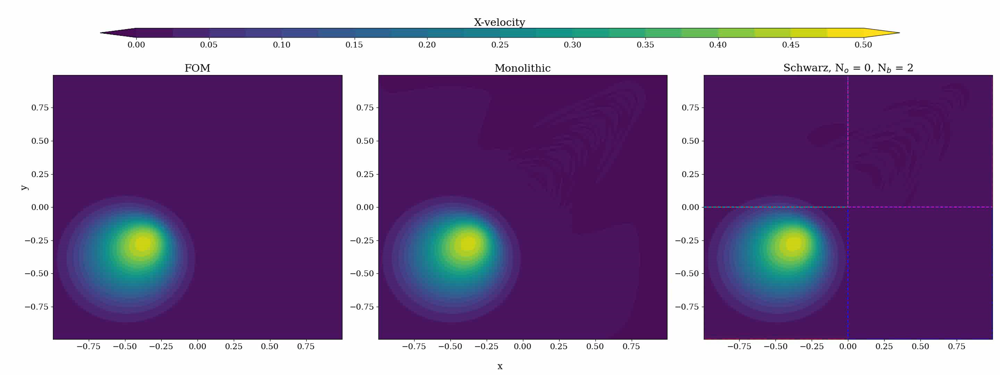 X-velocity
0.00 0.05 0.10 0.15 0.20 0.25 0.30 0.35 0.40 0.45 0.50
FOM Monolithic Schwarz, Nₒ = 0, N_b = 2
0.75 0.75 0.75
0.50 0.50 0.50
0.25 0.25 0.25
y
0.00 0.00 0.00
−0.25 −0.25 −0.25
−0.50 −0.50 −0.50
−0.75 −0.75 −0.75
−0.75 −0.50 −0.25 0.00 0.25 0.50 0.75 −0.75 −0.50 −0.25 0.00 0.25 0.50 0.75 −0.75 −0.50 −0.25 0.00 0.25 0.50 0.75
x